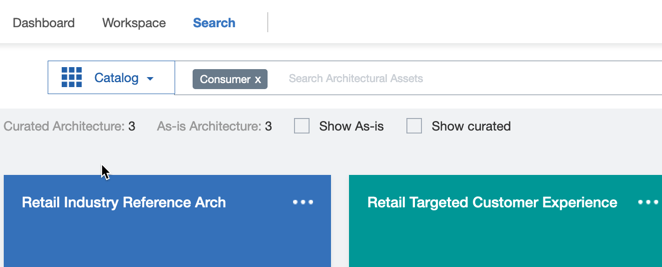 Dashboard Workspace Search
Catalog Consumer x Search Architectural Assets
Curated Architecture: 3 As-is Architecture: 3 Show As-is Show curated
Retail Industry Reference Arch ••• Retail Targeted Customer Experience •••